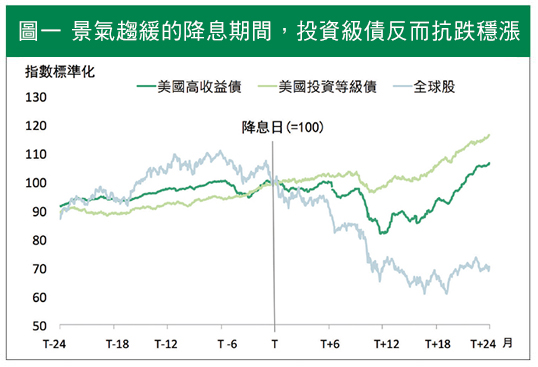 圖一 景氣趨緩的降息期間，投資級債反而抗跌穩漲
指數標準化
美國高收益債 美國投資等級債 全球股
降息日(=100)
130
120
110
100
90
80
70
60
50
T-24 T-18 T-12 T -6 T T+6 T+12 T+18 T+24 月